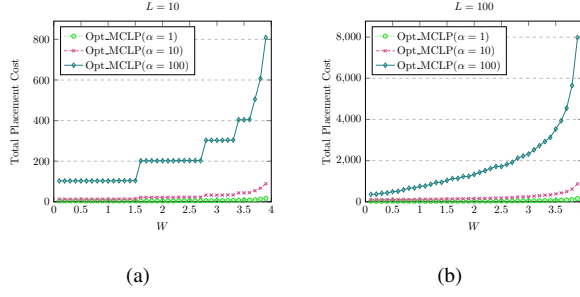 L = 10
Opt_MCLP(α = 1)
Opt_MCLP(α = 10)
Opt_MCLP(α = 100)
Total Placement Cost
800
600
400
200
0
0 0.5 1 1.5 2 2.5 3 3.5 4
W
(a)
L = 100
Opt_MCLP(α = 1)
Opt_MCLP(α = 10)
Opt_MCLP(α = 100)
Total Placement Cost
8,000
6,000
4,000
2,000
0
0 0.5 1 1.5 2 2.5 3 3.5
W
(b)